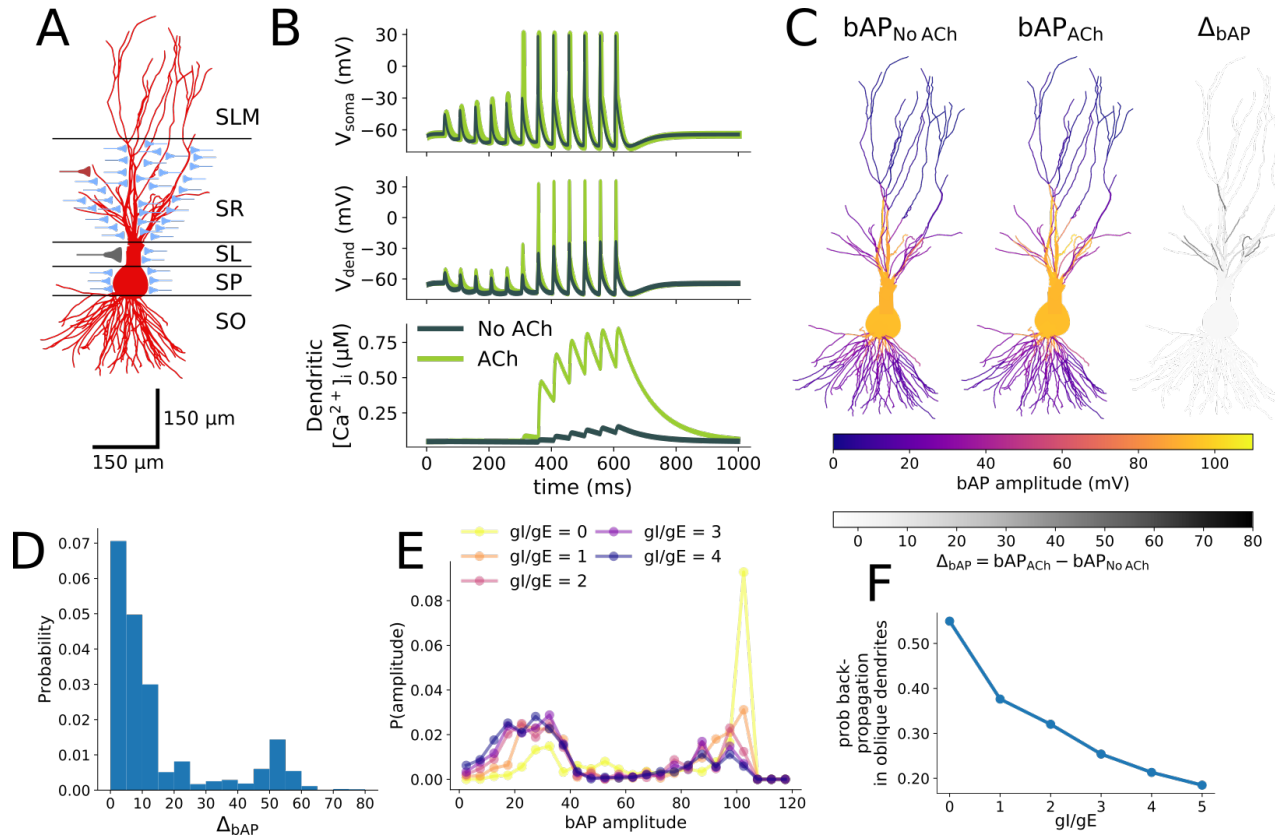 A
SLM
SR
SL
SP
SO
150 μm
150 μm
B
30
0
−30
−60
V_soma (mV)
30
0
−30
−60
V_dend (mV)
No ACh
ACh
0.75
0.50
0.25
Dendritic
[Ca²⁺]ᵢ (μM)
0 200 400 600 800 1000
time (ms)
C
bAP_No ACh bAP_ACh Δ_bAP
0 20 40 60 80 100
bAP amplitude (mV)
0 10 20 30 40 50 60 70 80
Δ_bAP = bAP_ACh − bAP_No ACh
D
0.07
0.06
0.05
0.04
0.03
0.02
0.01
0.00
Probability
0 10 20 30 40 50 60 70 80
Δ_bAP
E
gI/gE = 0
gI/gE = 1
gI/gE = 2
gI/gE = 3
gI/gE = 4
0.08
0.06
0.04
0.02
0.00
P(amplitude)
0 20 40 60 80 100 120
bAP amplitude
F
0.50
0.40
0.30
0.20
prob back-
propagation
in oblique dendrites
0 1 2 3 4 5
gI/gE